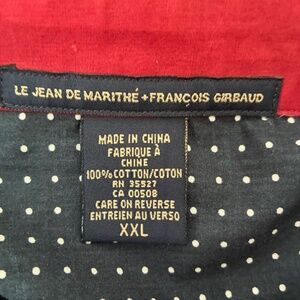 LE JEAN DE MARITHÉ + FRANÇOIS GIRBAUD
MADE IN CHINA
FABRIQUÉ À
CHINE
100% COTTON/COTON
RN 35527
CA 00508
CARE ON REVERSE
ENTREIEN AU VERSO
XXL